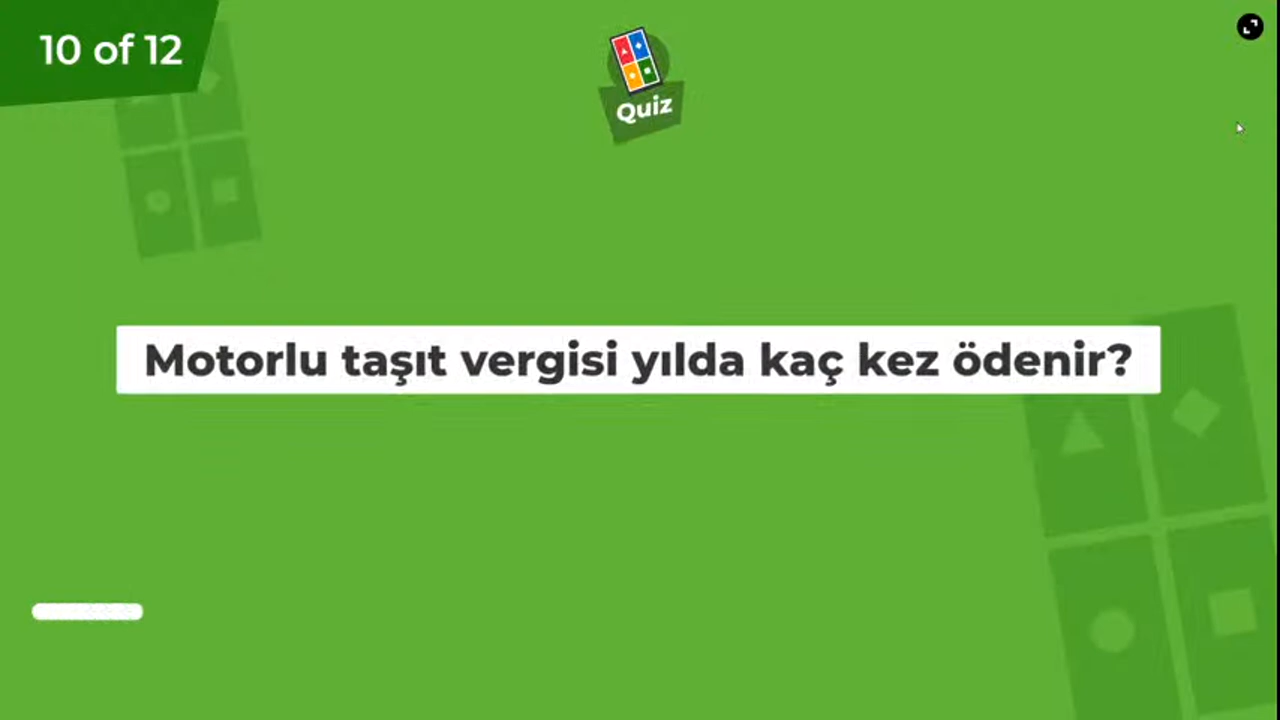 10 of 12
Quiz
Motorlu taşıt vergisi yılda kaç kez ödenir?